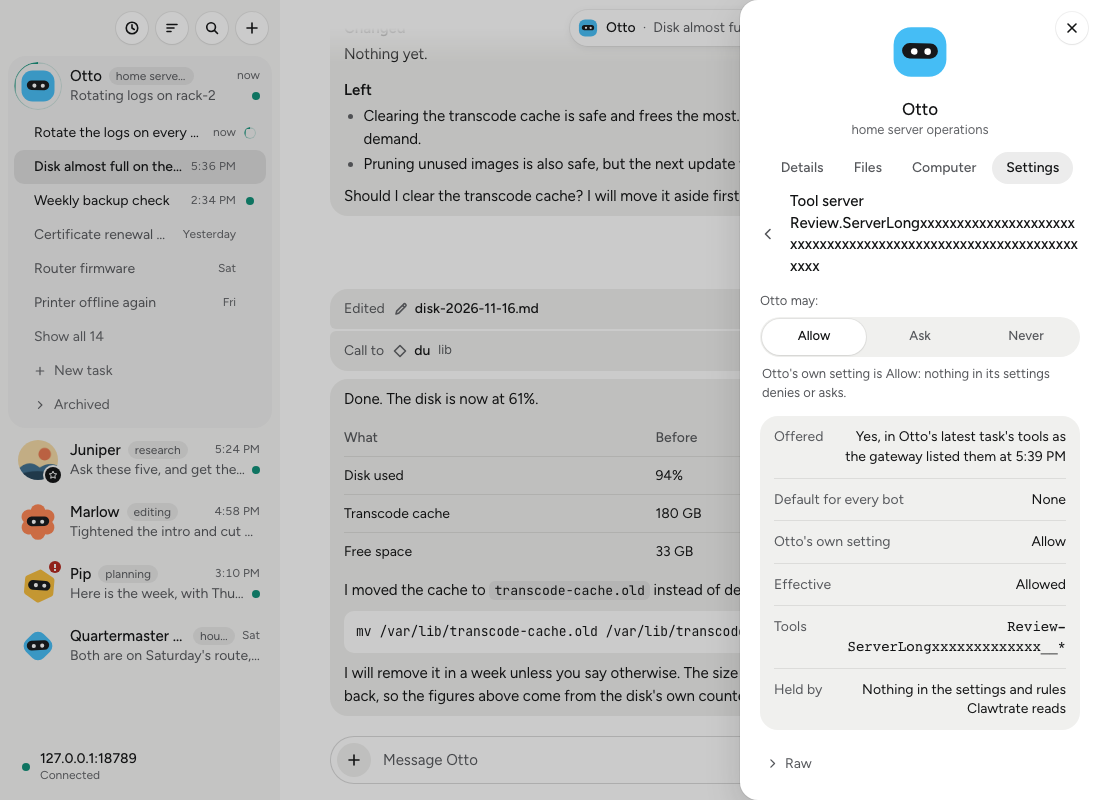 Otto
home serve...
now
Rotating logs on rack-2
Rotate the logs on every ...
now
Disk almost full on the...
5:36 PM
Weekly backup check
2:34 PM
Certificate renewal ...
Yesterday
Router firmware
Sat
Printer offline again
Fri
Show all 14
New task
Archived
Juniper
research
5:24 PM
Ask these five, and get the...
Marlow
editing
4:58 PM
Tightened the intro and cut ...
Pip
planning
3:10 PM
Here is the week, with Thu...
Quartermaster ...
hou...
Sat
Both are on Saturday's route,...
127.0.0.1:18789
Connected
Otto · Disk almost fu
Changed
Nothing yet.
Left
• Clearing the transcode cache is safe and frees the most.
demand.
• Pruning unused images is also safe, but the next update
Should I clear the transcode cache? I will move it aside first
Edited
disk-2026-11-16.md
Call to
du
lib
Done. The disk is now at 61%.
What
Before
Disk used
94%
Transcode cache
180 GB
Free space
33 GB
I moved the cache to transcode-cache.old instead of de
mv /var/lib/transcode-cache.old /var/lib/transcod
I will remove it in a week unless you say otherwise. The size
back, so the figures above come from the disk's own count
Message Otto
Otto
home server operations
Details
Files
Computer
Settings
Tool server
Review.ServerLongxxxxxxxxxxxxxxxxxxxxx
xxxxxxxxxxxxxxxxxxxxxxxxxxxxxxxxxxxxxxx
xxxx
Otto may:
Allow
Ask
Never
Otto's own setting is Allow: nothing in its settings
denies or asks.
Offered
Yes, in Otto's latest task's tools as
the gateway listed them at 5:39 PM
Default for every bot
None
Otto's own setting
Allow
Effective
Allowed
Tools
Review-
ServerLongxxxxxxxxxxxxx__*
Held by
Nothing in the settings and rules
Clawtrate reads
Raw